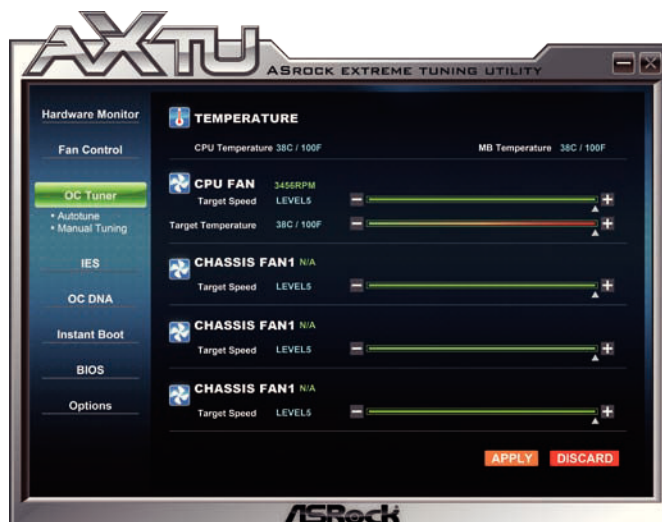 AXTU
ASROCK EXTREME TUNING UTILITY
Hardware Monitor
Fan Control
OC Tuner
• Autotune
• Manual Tuning
IES
OC DNA
Instant Boot
BIOS
Options
TEMPERATURE
CPU Temperature 38C / 100F MB Temperature 38C / 100F
CPU FAN 3456RPM
Target Speed LEVEL5
Target Temperature 38C / 100F
CHASSIS FAN1 N/A
Target Speed LEVEL5
CHASSIS FAN1 N/A
Target Speed LEVEL5
CHASSIS FAN1 N/A
Target Speed LEVEL5
APPLY DISCARD
ASRock